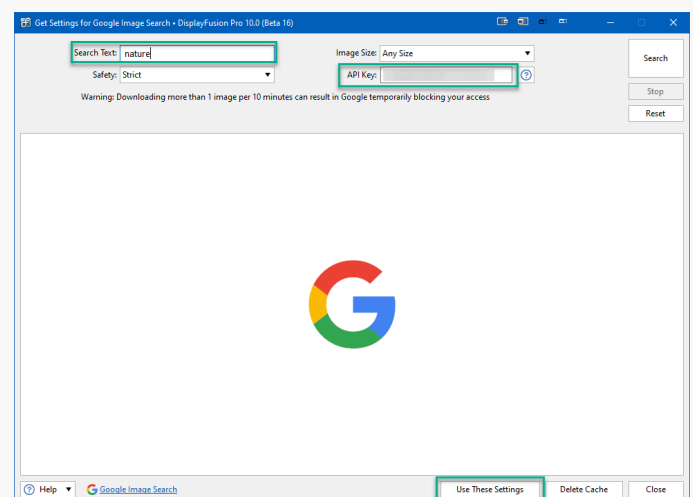 Get Settings for Google Image Search • DisplayFusion Pro 10.0 (Beta 16)
Search Text: nature Image Size: Any Size Search
Safety: Strict API Key:
Warning: Downloading more than 1 image per 10 minutes can result in Google temporarily blocking your access
Stop
Reset
Help Google Image Search Use These Settings Delete Cache Close